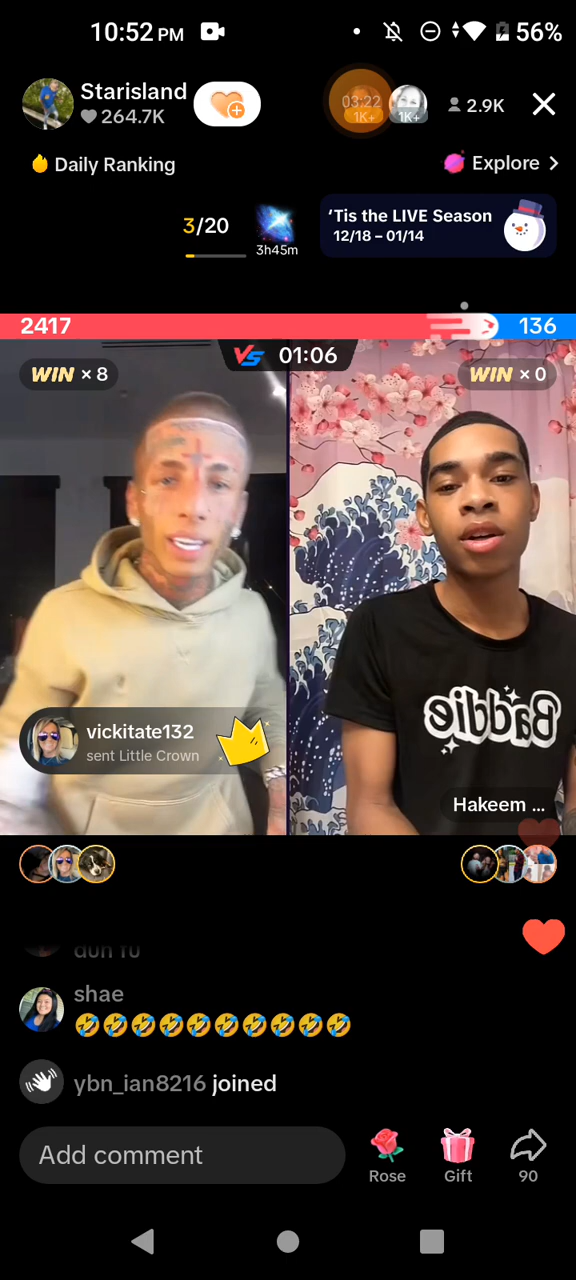 10:52 PM
56%
Starisland
264.7K
03:22
1K+
1K+
2.9K
Daily Ranking
Explore
3/20
3h45m
'Tis the LIVE Season
12/18 – 01/14
2417
136
VS 01:06
WIN × 8
WIN × 0
Baddie
vickitate132
sent Little Crown
Hakeem ...
shae
🤣🤣🤣🤣🤣🤣🤣🤣🤣🤣
ybn_ian8216 joined
Add comment
Rose
Gift
90